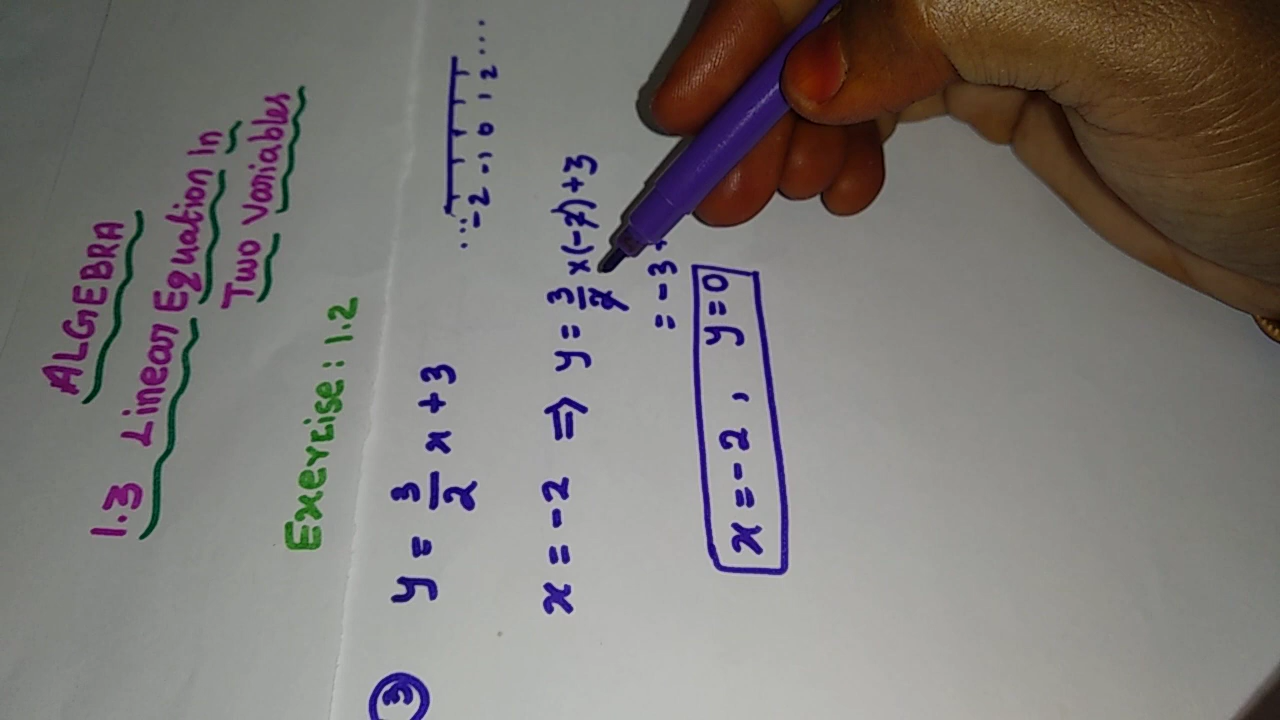 ALGEBRA
1.3 Linear Equation In
Two Variables
Exercise: 1.2
③ y = 3/2 x + 3
... -2 -1 0 1 2 ...
x = -2 ⇒ y = 3/2 x (-2) + 3
= -3 +
x = -2 , y = 0